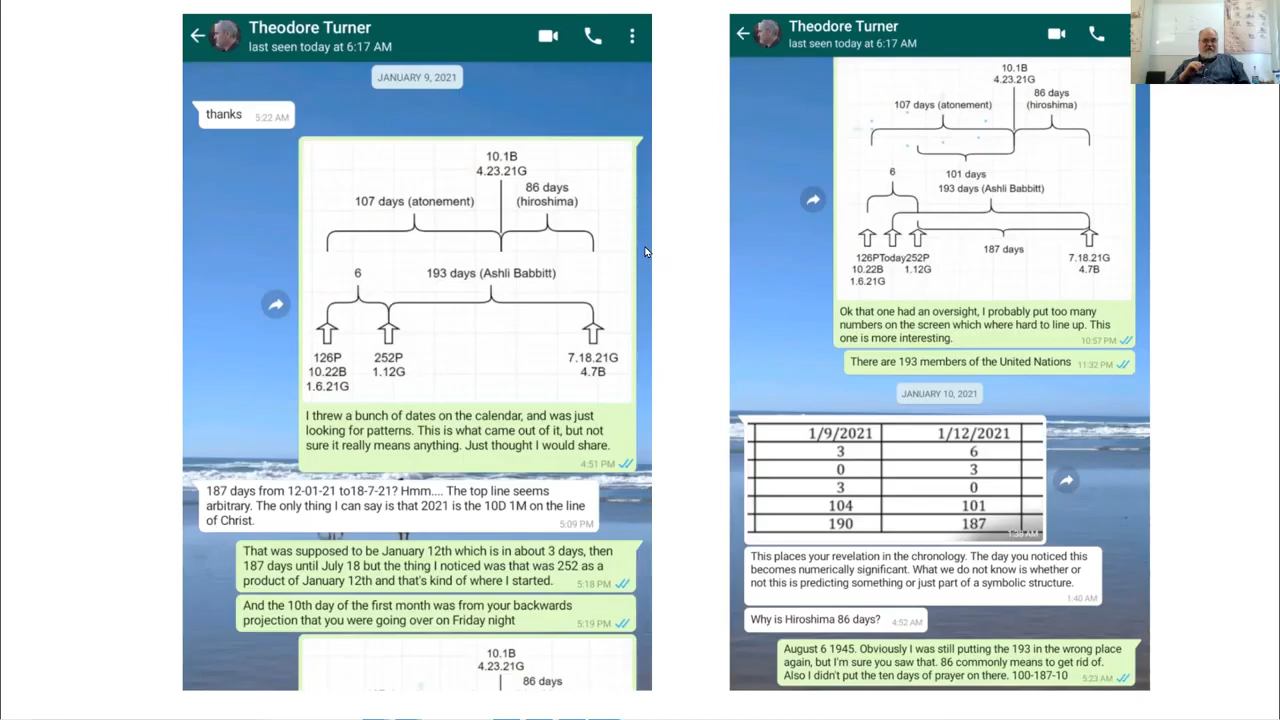 Theodore Turner
last seen today at 6:17 AM
JANUARY 9, 2021
thanks
5:22 AM
10.1B
4.23.21G
107 days (atonement)
86 days
(hiroshima)
6
193 days (Ashli Babbitt)
126P
10.22B
1.6.21G
252P
1.12G
7.18.21G
4.7B
I threw a bunch of dates on the calendar, and was just
looking for patterns. This is what came out of it, but not
sure it really means anything. Just thought I would share.
4:51 PM
187 days from 12-01-21 to18-7-21? Hmm.... The top line seems
arbitrary. The only thing I can say is that 2021 is the 10D 1M on the line
of Christ.
5:09 PM
That was supposed to be January 12th which is in about 3 days, then
187 days until July 18 but the thing I noticed was that was 252 as a
product of January 12th and that's kind of where I started.
5:18 PM
And the 10th day of the first month was from your backwards
projection that you were going over on Friday night
5:19 PM
10.1B
4.23.21G
86 days
Theodore Turner
last seen today at 6:17 AM
10.1B
4.23.21G
107 days (atonement)
86 days
(hiroshima)
6
101 days
193 days (Ashli Babbitt)
187 days
126P
10.22B
1.6.21G
Today
252P
1.12G
7.18.21G
4.7B
Ok that one had an oversight, I probably put too many
numbers on the screen which where hard to line up. This
one is more interesting.
10:57 PM
There are 193 members of the United Nations
11:32 PM
JANUARY 10, 2021
1/9/2021 1/12/2021
3 6
0 3
3 0
104 101
190 187
1:38 AM
This places your revelation in the chronology. The day you noticed this
becomes numerically significant. What we do not know is whether or
not this is predicting something or just part of a symbolic structure.
1:40 AM
Why is Hiroshima 86 days?
4:52 AM
August 6 1945. Obviously I was still putting the 193 in the wrong place
again, but I'm sure you saw that. 86 commonly means to get rid of.
Also I didn't put the ten days of prayer on there. 100-187-10
5:23 AM